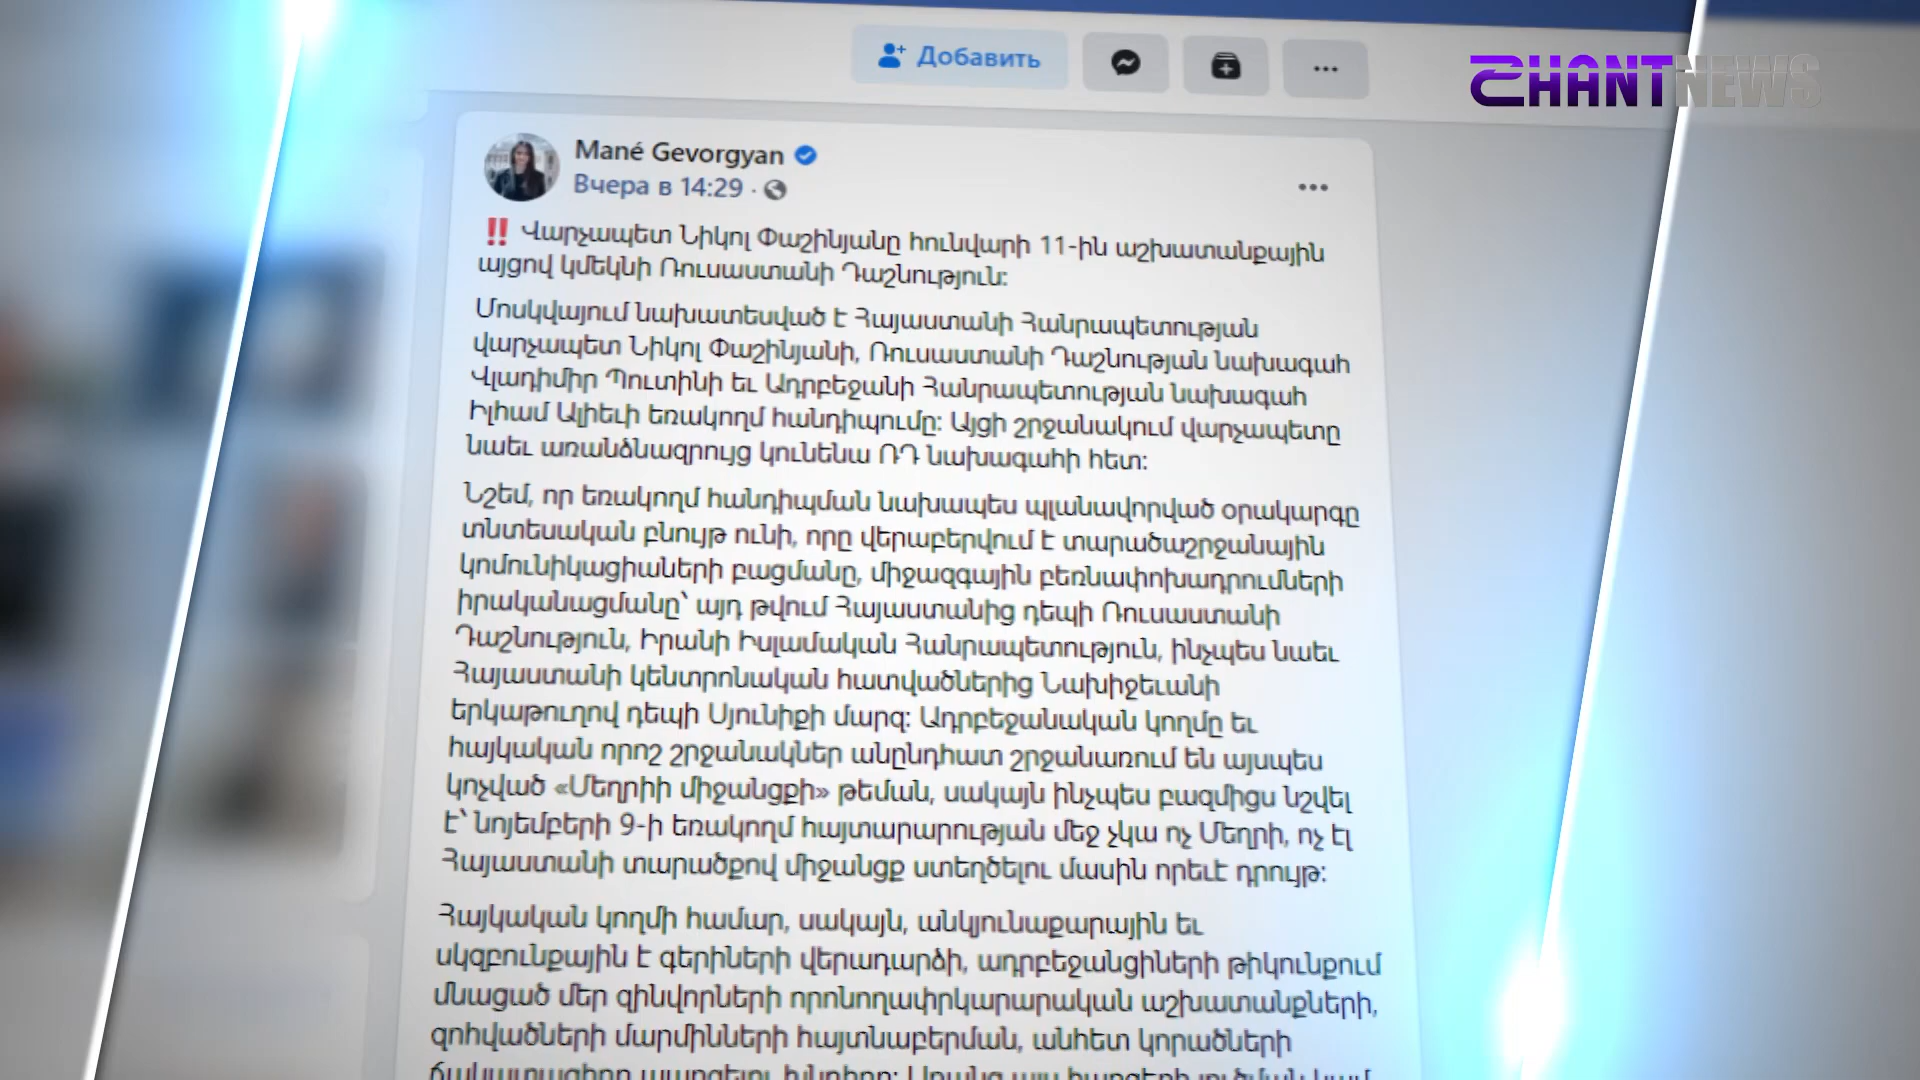 Добавить
SHANTNEWS
Mané Gevorgyan
Вчера в 14:29 ·
‼ Վարչապետ Նիկոլ Փաշինյանը հունվարի 11-ին աշխատանքային
այցով կմեկնի Ռուսաստանի Դաշնություն:
Մոսկվայում նախատեսված է Հայաստանի Հանրապետության
վարչապետ Նիկոլ Փաշինյանի, Ռուսաստանի Դաշնության նախագահ
Վլադիմիր Պուտինի եւ Ադրբեջանի Հանրապետության նախագահ
Իլհամ Ալիեւի եռակողմ հանդիպումը: Այցի շրջանակում վարչապետը
նաեւ առանձնազրույց կունենա ՌԴ նախագահի հետ:
Նշեմ, որ եռակողմ հանդիպման նախապես պլանավորված օրակարգը
տնտեսական բնույթ ունի, որը վերաբերվում է տարածաշրջանային
կոմունիկացիաների բացմանը, միջազգային բեռնափոխադրումների
իրականացմանը՝ այդ թվում Հայաստանից դեպի Ռուսաստանի
Դաշնություն, Իրանի Իսլամական Հանրապետություն, ինչպես նաեւ
Հայաստանի կենտրոնական հատվածներից Նախիջեւանի
երկաթուղով դեպի Սյունիքի մարզ: Ադրբեջանական կողմը եւ
հայկական որոշ շրջանակներ անընդհատ շրջանառում են այսպես
կոչված «Մեղրիի միջանցքի» թեման, սակայն ինչպես բազմիցս նշվել
է՝ նոյեմբերի 9-ի եռակողմ հայտարարության մեջ չկա ոչ Մեղրի, ոչ էլ
Հայաստանի տարածքով միջանցք ստեղծելու մասին որեւէ դրույթ:
Հայկական կողմի համար, սակայն, անկյունաքարային եւ
սկզբունքային է գերիների վերադարձի, ադրբեջանցիների թիկունքում
մնացած մեր զինվորների որոնողափրկարարական աշխատանքների,
զոհվածների մարմինների հայտնաբերման, անհետ կորածների